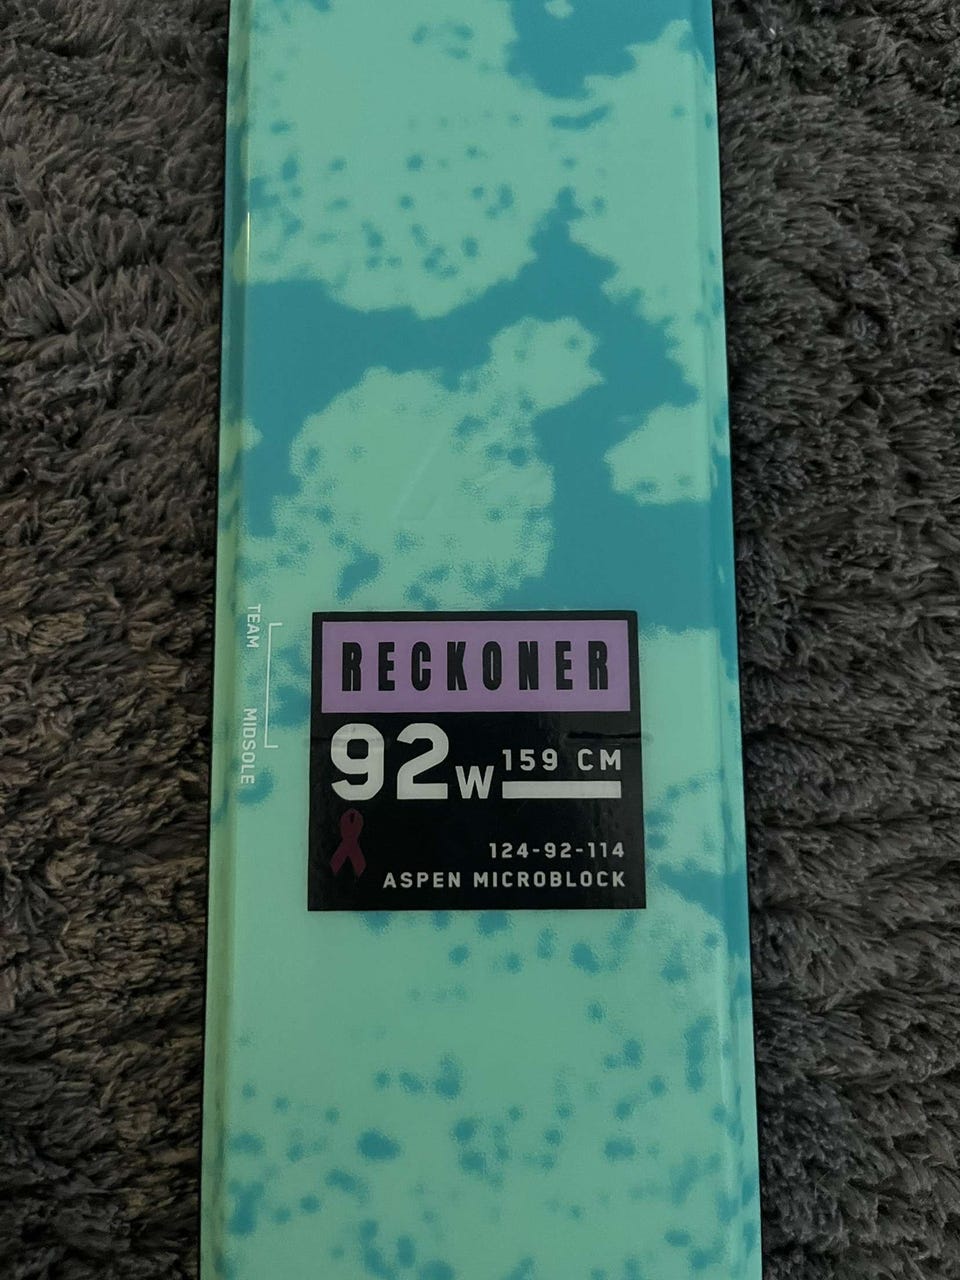 TEAM
MIDSOLE
RECKONER
92W 159 CM
124-92-114
ASPEN MICROBLOCK